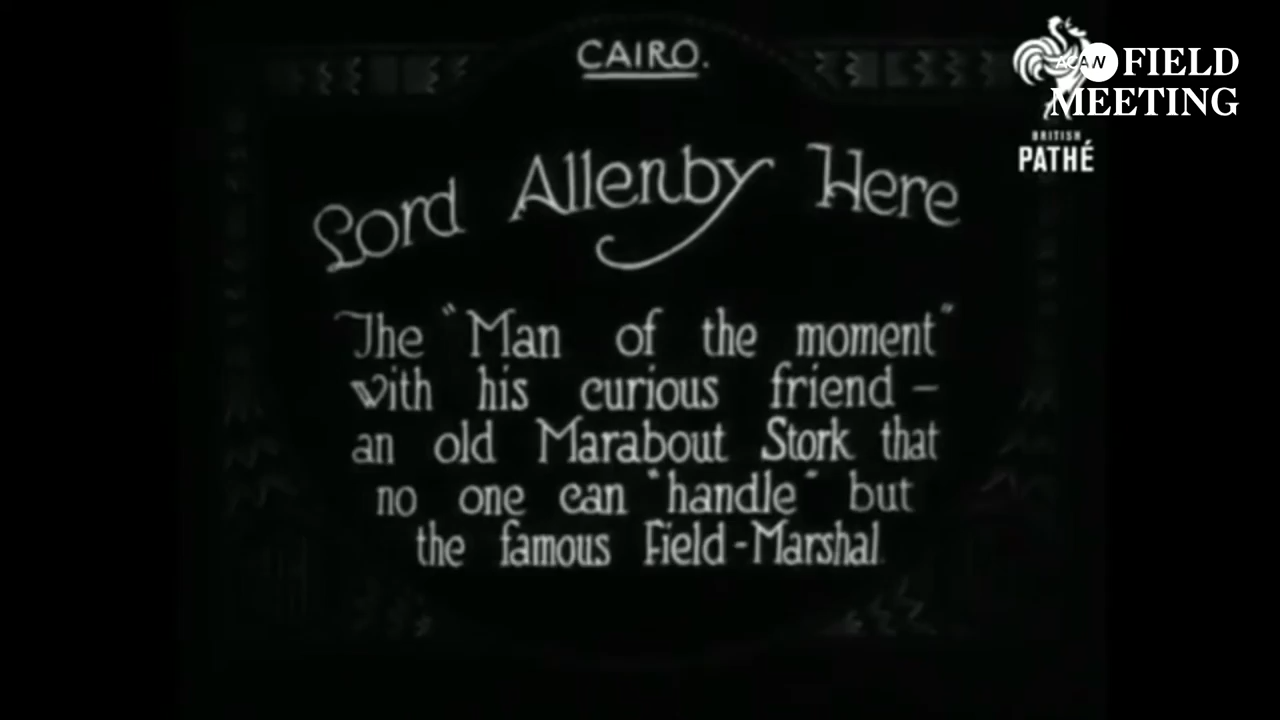 CAIRO.
Lord Allenby Here
The "Man of the moment"
with his curious friend –
an old Marabout Stork that
no one can "handle" but
the famous Field-Marshal.
ACAW FIELD
MEETING
BRITISH
PATHÉ